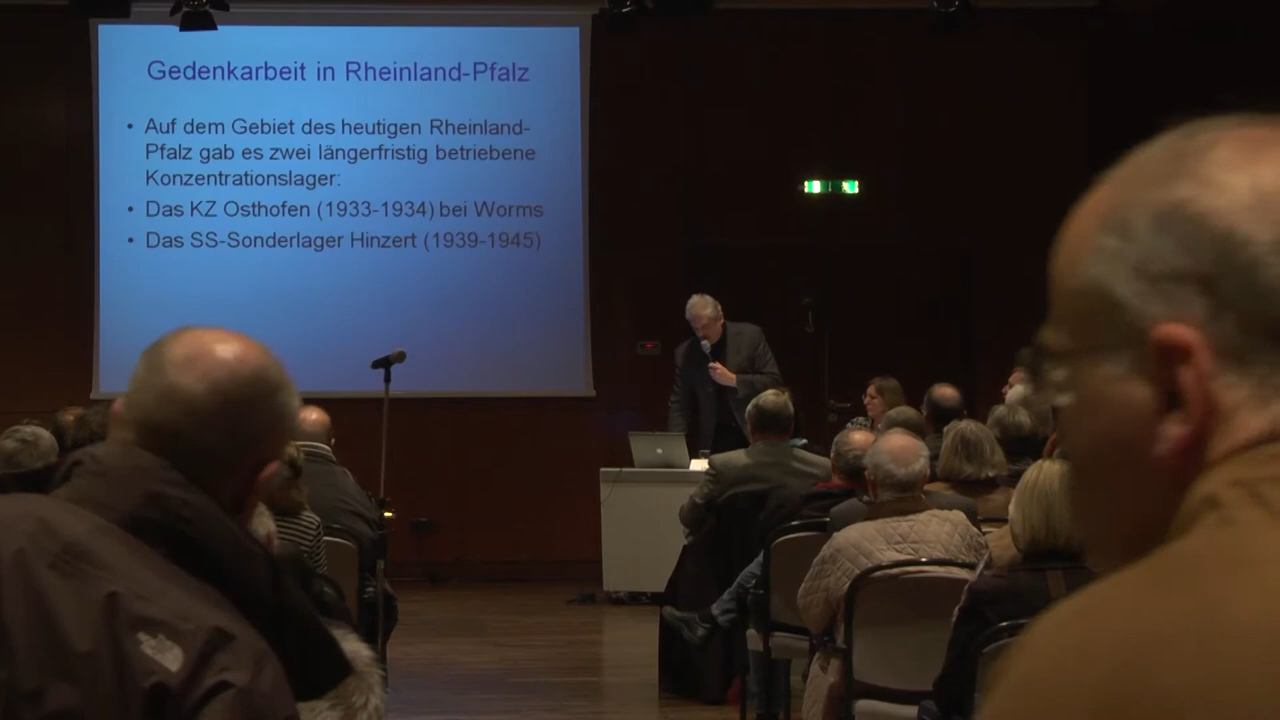 Gedenkarbeit in Rheinland-Pfalz
• Auf dem Gebiet des heutigen Rheinland-
Pfalz gab es zwei längerfristig betriebene
Konzentrationslager:
• Das KZ Osthofen (1933-1934) bei Worms
• Das SS-Sonderlager Hinzert (1939-1945)